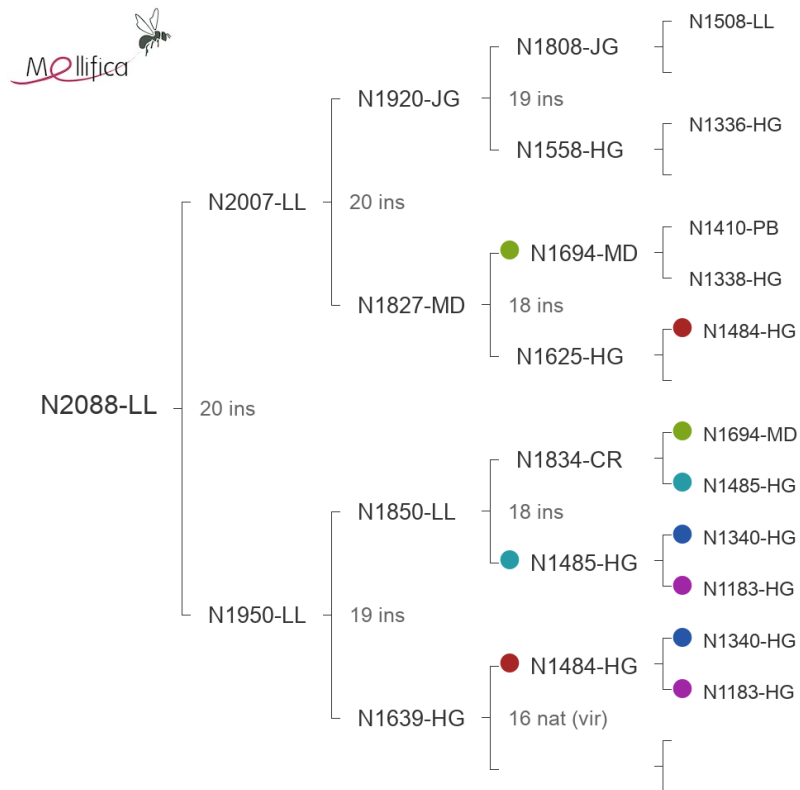 Mellifica
N1508-LL
N1808-JG
N1920-JG
19 ins
N1336-HG
N1558-HG
N2007-LL
20 ins
N1410-PB
N1694-MD
N1338-HG
N1827-MD
18 ins
N1484-HG
N1625-HG
N2088-LL
20 ins
N1694-MD
N1834-CR
N1485-HG
N1850-LL
18 ins
N1340-HG
N1485-HG
N1183-HG
N1950-LL
19 ins
N1340-HG
N1484-HG
N1183-HG
N1639-HG
16 nat (vir)